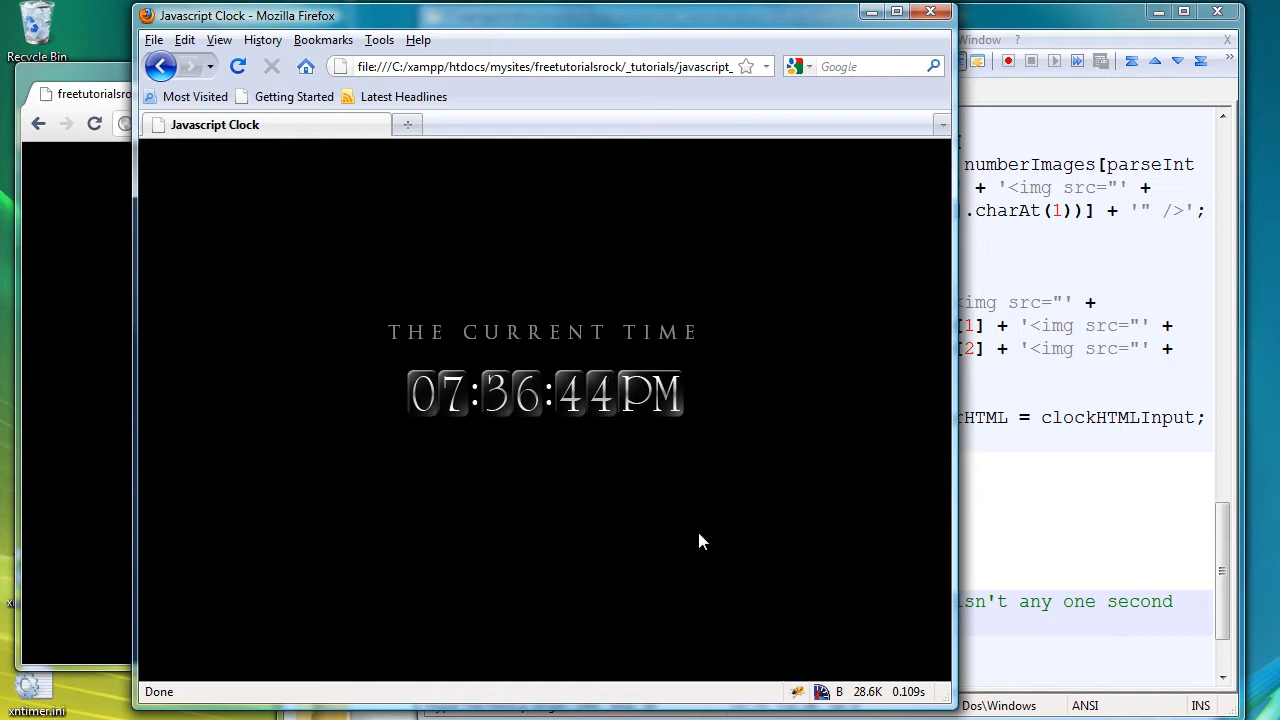 Recycle Bin
Javascript Clock - Mozilla Firefox
File Edit View History Bookmarks Tools Help
file:///C:/xampp/htdocs/mysites/freetutorialsrock/_tutorials/javascript_
Google
Most Visited Getting Started Latest Headlines
Javascript Clock
freetutorialsro
THE CURRENT TIME
07:36:44PM
Done
B 28.6K 0.109s
Window ?
X
numberImages[parseInt
+ '<img src="' +
].charAt(1))] + '" />';
<img src="' +
[1] + '<img src="' +
[2] + '<img src="' +
rHTML = clockHTMLInput;
isn't any one second
Dos\Windows ANSI INS
xntimer.ini